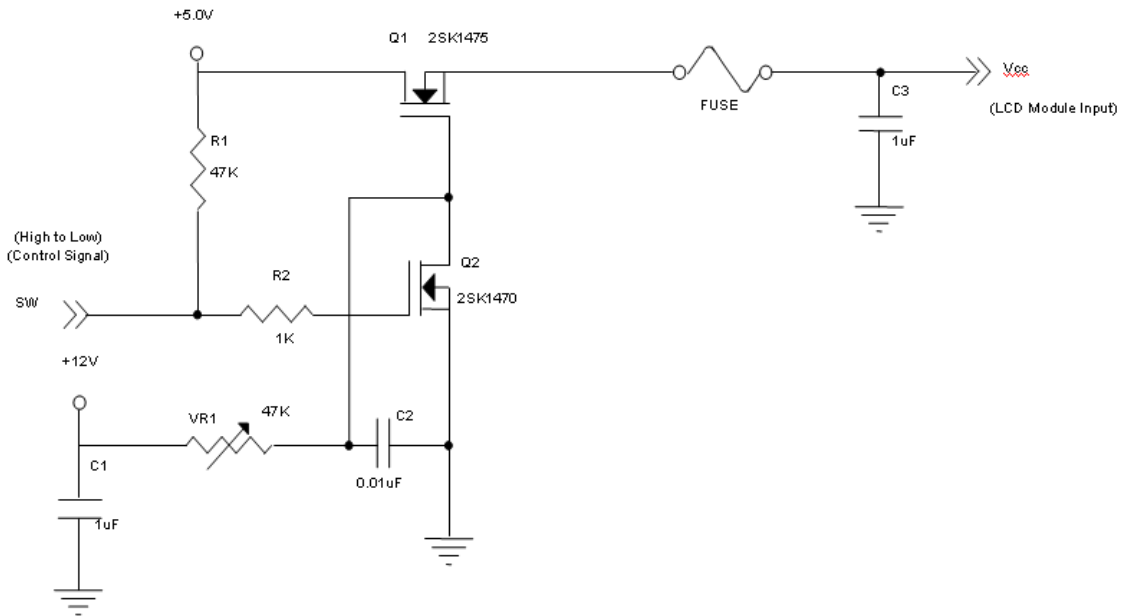 +5.0V
Q1 2SK1475
Vcc
C3
FUSE
(LCD Module Input)
R1
1uF
47K
(High to Low)
(Control Signal)
R2
Q2
SW
2SK1470
1K
+12V
VR1
47K
C2
C1
0.01uF
1uF